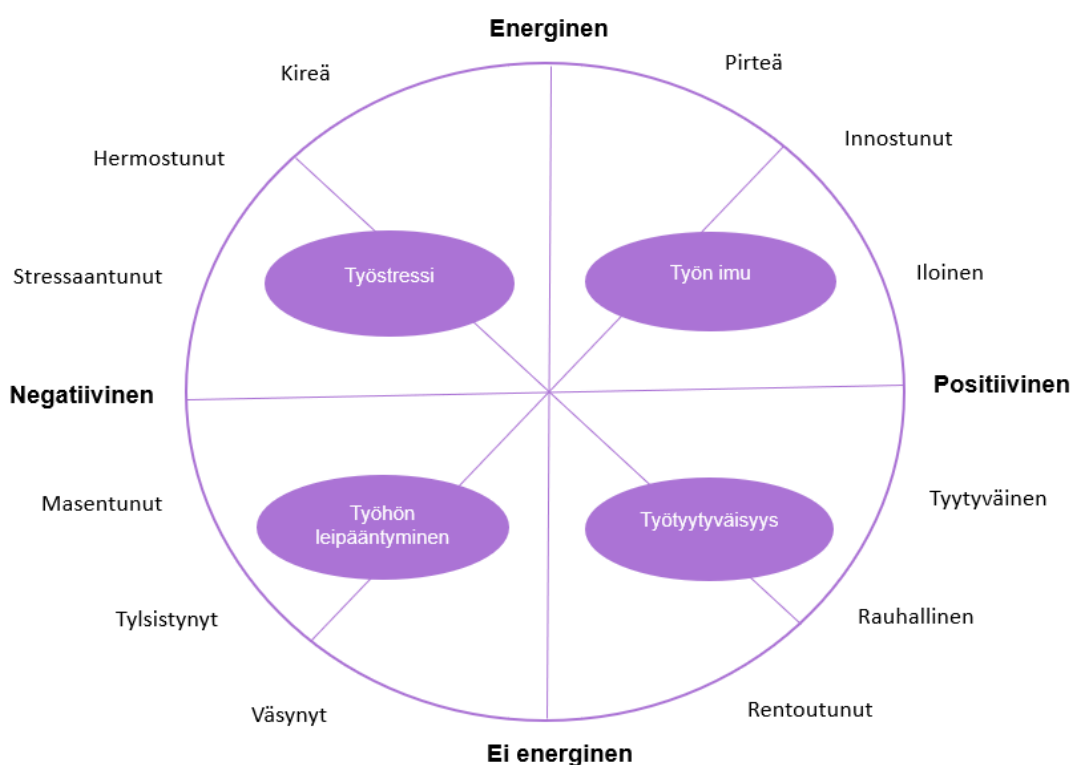 Energinen
Kireä
Pirteä
Hermostunut
Innostunut
Stressaantunut
Työstressi
Työn imu
Iloinen
Negatiivinen
Positiivinen
Masentunut
Työhön
leipääntyminen
Työtyytyväisyys
Tyytyväinen
Tylsistynyt
Rauhallinen
Väsynyt
Rentoutunut
Ei energinen